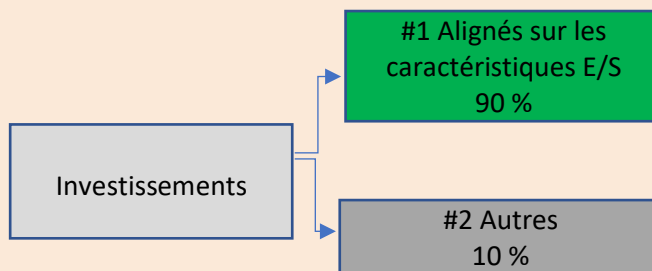 #1 Alignés sur les
caractéristiques E/S
90 %
Investissements
#2 Autres
10 %